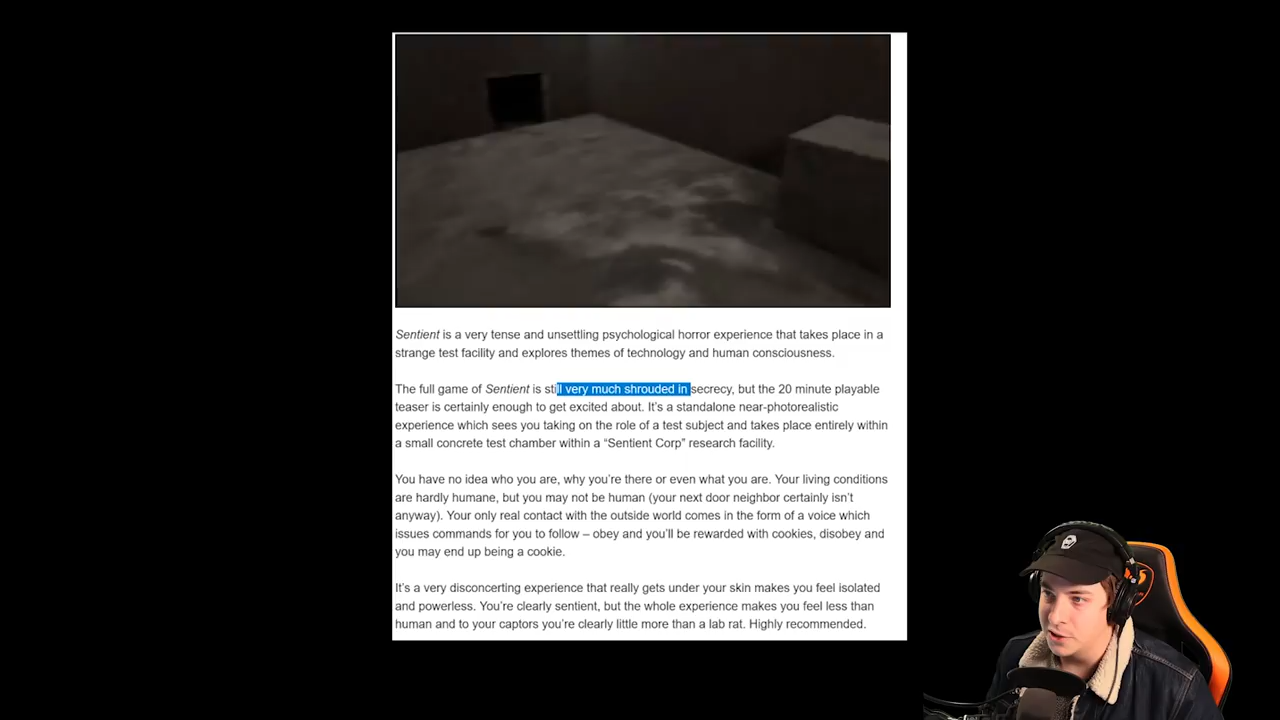 Sentient is a very tense and unsettling psychological horror experience that takes place in a
strange test facility and explores themes of technology and human consciousness.
The full game of Sentient is still very much shrouded in secrecy, but the 20 minute playable
teaser is certainly enough to get excited about. It’s a standalone near-photorealistic
experience which sees you taking on the role of a test subject and takes place entirely within
a small concrete test chamber within a “Sentient Corp” research facility.
You have no idea who you are, why you’re there or even what you are. Your living conditions
are hardly humane, but you may not be human (your next door neighbor certainly isn’t
anyway). Your only real contact with the outside world comes in the form of a voice which
issues commands for you to follow – obey and you’ll be rewarded with cookies, disobey and
you may end up being a cookie.
It’s a very disconcerting experience that really gets under your skin makes you feel isolated
and powerless. You’re clearly sentient, but the whole experience makes you feel less than
human and to your captors you’re clearly little more than a lab rat. Highly recommended.